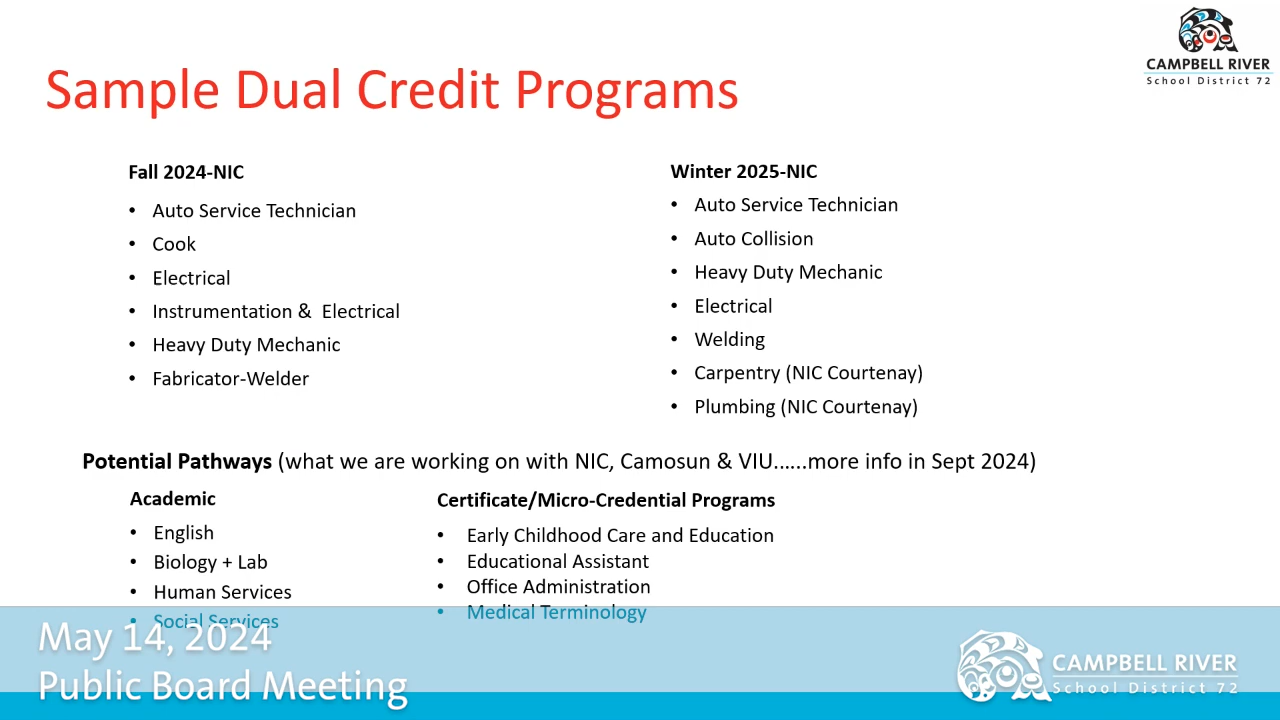 CAMPBELL RIVER
School District 72
Sample Dual Credit Programs
Fall 2024-NIC
• Auto Service Technician
• Cook
• Electrical
• Instrumentation &  Electrical
• Heavy Duty Mechanic
• Fabricator-Welder
Winter 2025-NIC
• Auto Service Technician
• Auto Collision
• Heavy Duty Mechanic
• Electrical
• Welding
• Carpentry (NIC Courtenay)
• Plumbing (NIC Courtenay)
Potential Pathways (what we are working on with NIC, Camosun & VIU......more info in Sept 2024)
Academic
• English
• Biology + Lab
• Human Services
• Social Services
Certificate/Micro-Credential Programs
• Early Childhood Care and Education
• Educational Assistant
• Office Administration
• Medical Terminology
May 14, 2024
Public Board Meeting
CAMPBELL RIVER
School District 72